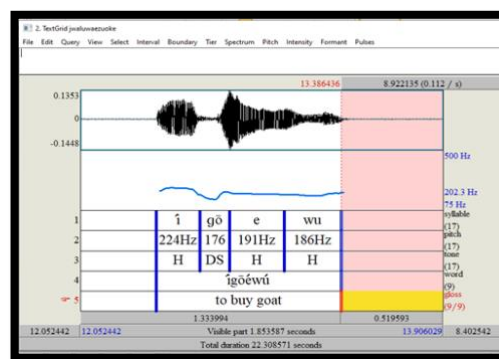 2. TextGrid jwaluwaezuoke
File Edit Query View Select Interval Boundary Tier Spectrum Pitch Intensity Formant Pulses
13.386436 8.922135 (0.112 / s)
0.1353
0
-0.1448
500 Hz
202.3 Hz
75 Hz
1 gö e wu syllable (17)
2 224Hz 176 191Hz 186Hz pitch (17)
3 H DS H H tone (17)
4 ígöéwú word (9)
5 to buy goat gloss (9/9)
1.333994 0.519593
12.052442 12.052442 Visible part 1.853587 seconds 13.906029 8.402542
Total duration 22.308571 seconds